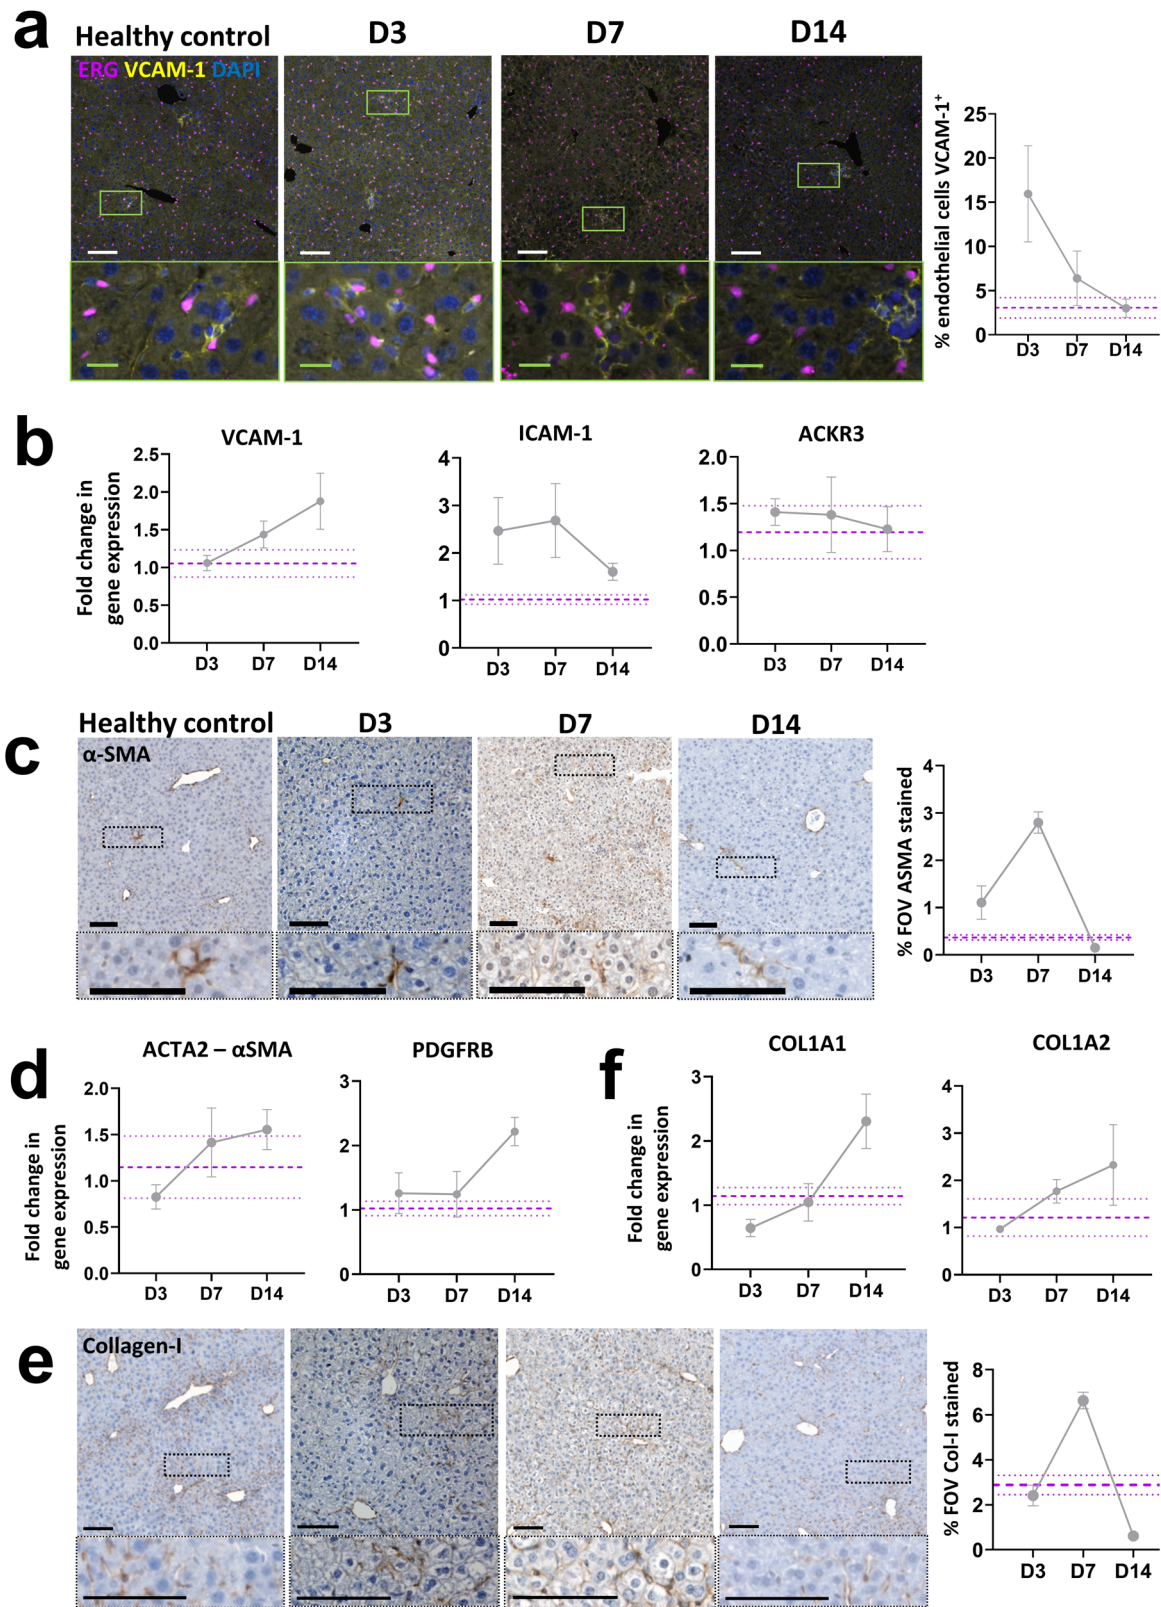 a
Healthy control D3 D7 D14
ERG VCAM-1 DAPI
% endothelial cells VCAM-1+
25
20
15
10
5
0
D3 D7 D14
b
VCAM-1
Fold change in
gene expression
2.5
2.0
1.5
1.0
0.5
0.0
D3 D7 D14
ICAM-1
4
3
2
1
0
D3 D7 D14
ACKR3
2.0
1.5
1.0
0.5
0.0
D3 D7 D14
c
Healthy control D3 D7 D14
α-SMA
% FOV ASMA stained
4
3
2
1
0
D3 D7 D14
d
ACTA2 – αSMA
Fold change in
gene expression
2.0
1.5
1.0
0.5
0.0
D3 D7 D14
PDGFRB
3
2
1
0
D3 D7 D14
f
COL1A1
Fold change in
gene expression
3
2
1
0
D3 D7 D14
COL1A2
4
3
2
1
0
D3 D7 D14
e
Collagen-I
% FOV Col-I stained
8
6
4
2
0
D3 D7 D14